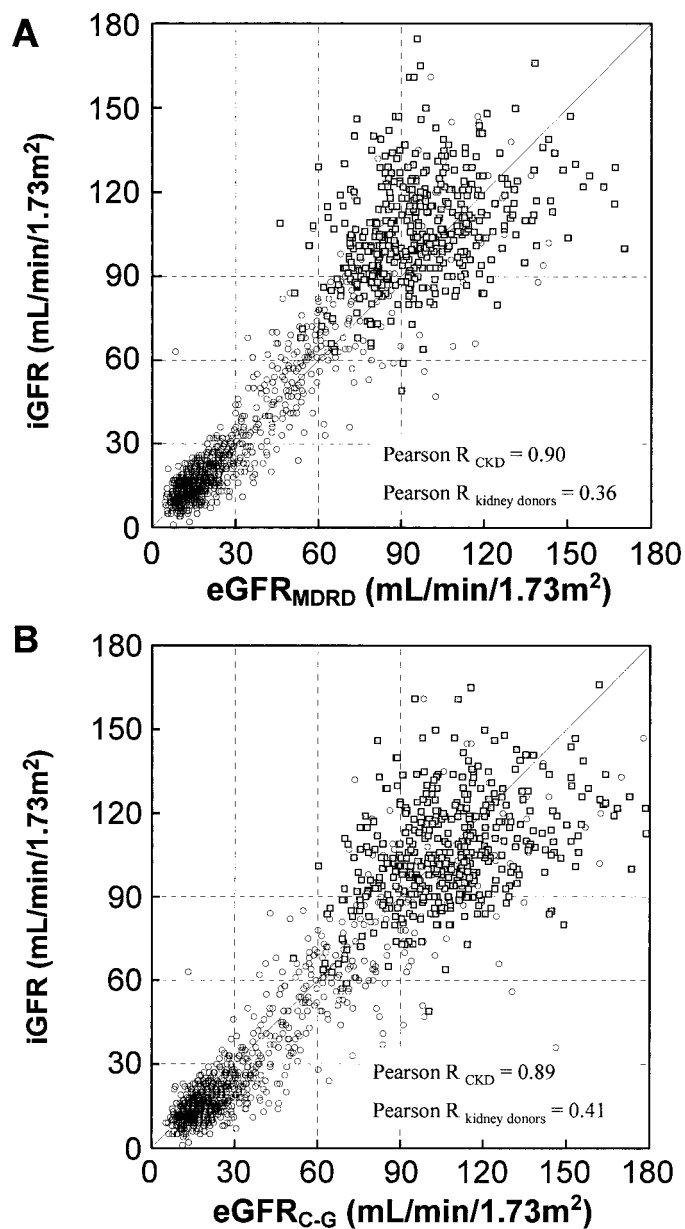 A
180
150
120
90
60
30
0
iGFR (mL/min/1.73m²)
Pearson R CKD = 0.90
Pearson R kidney donors = 0.36
0 30 60 90 120 150 180
eGFRMDRD (mL/min/1.73m²)
B
180
150
120
90
60
30
0
iGFR (mL/min/1.73m²)
Pearson R CKD = 0.89
Pearson R kidney donors = 0.41
0 30 60 90 120 150 180
eGFRC-G (mL/min/1.73m²)